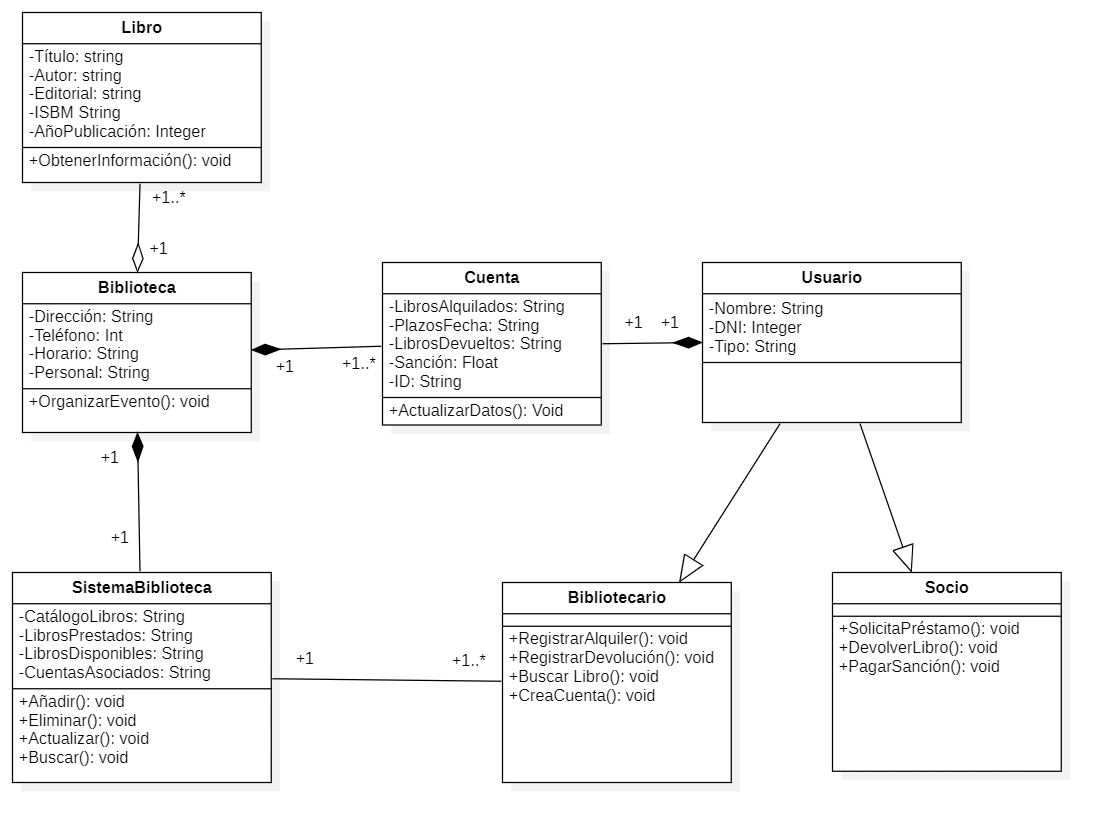 Libro
-Título: string
-Autor: string
-Editorial: string
-ISBM String
-AñoPublicación: Integer
+ObtenerInformación(): void
+1..*
+1
Biblioteca
-Dirección: String
-Teléfono: Int
-Horario: String
-Personal: String
+OrganizarEvento(): void
+1
+1..*
Cuenta
-LibrosAlquilados: String
-PlazosFecha: String
-LibrosDevueltos: String
-Sanción: Float
-ID: String
+ActualizarDatos(): Void
+1
+1
Usuario
-Nombre: String
-DNI: Integer
-Tipo: String
+1
+1
SistemaBiblioteca
-CatálogoLibros: String
-LibrosPrestados: String
-LibrosDisponibles: String
-CuentasAsociados: String
+Añadir(): void
+Eliminar(): void
+Actualizar(): void
+Buscar(): void
+1
+1..*
Bibliotecario
+RegistrarAlquiler(): void
+RegistrarDevolución(): void
+Buscar Libro(): void
+CreaCuenta(): void
Socio
+SolicitaPréstamo(): void
+DevolverLibro(): void
+PagarSanción(): void